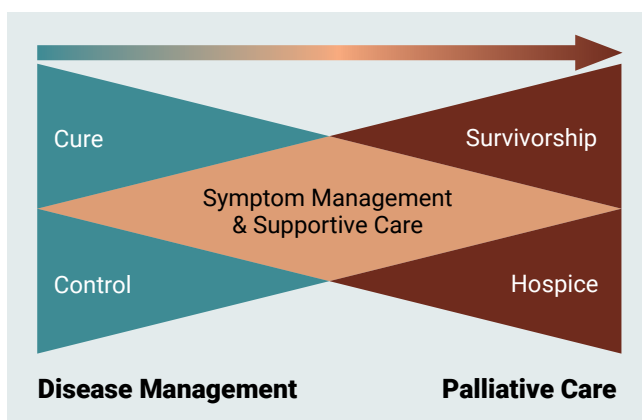 Cure
Survivorship
Symptom Management
& Supportive Care
Control
Hospice
Disease Management
Palliative Care